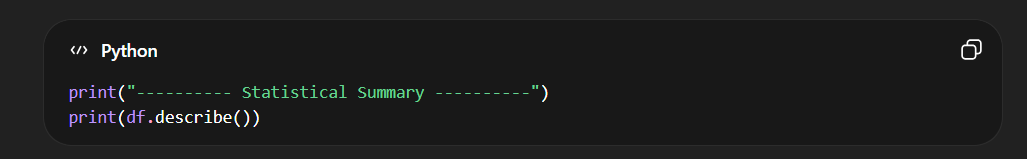 </> Python
print("---------- Statistical Summary ----------")
print(df.describe())